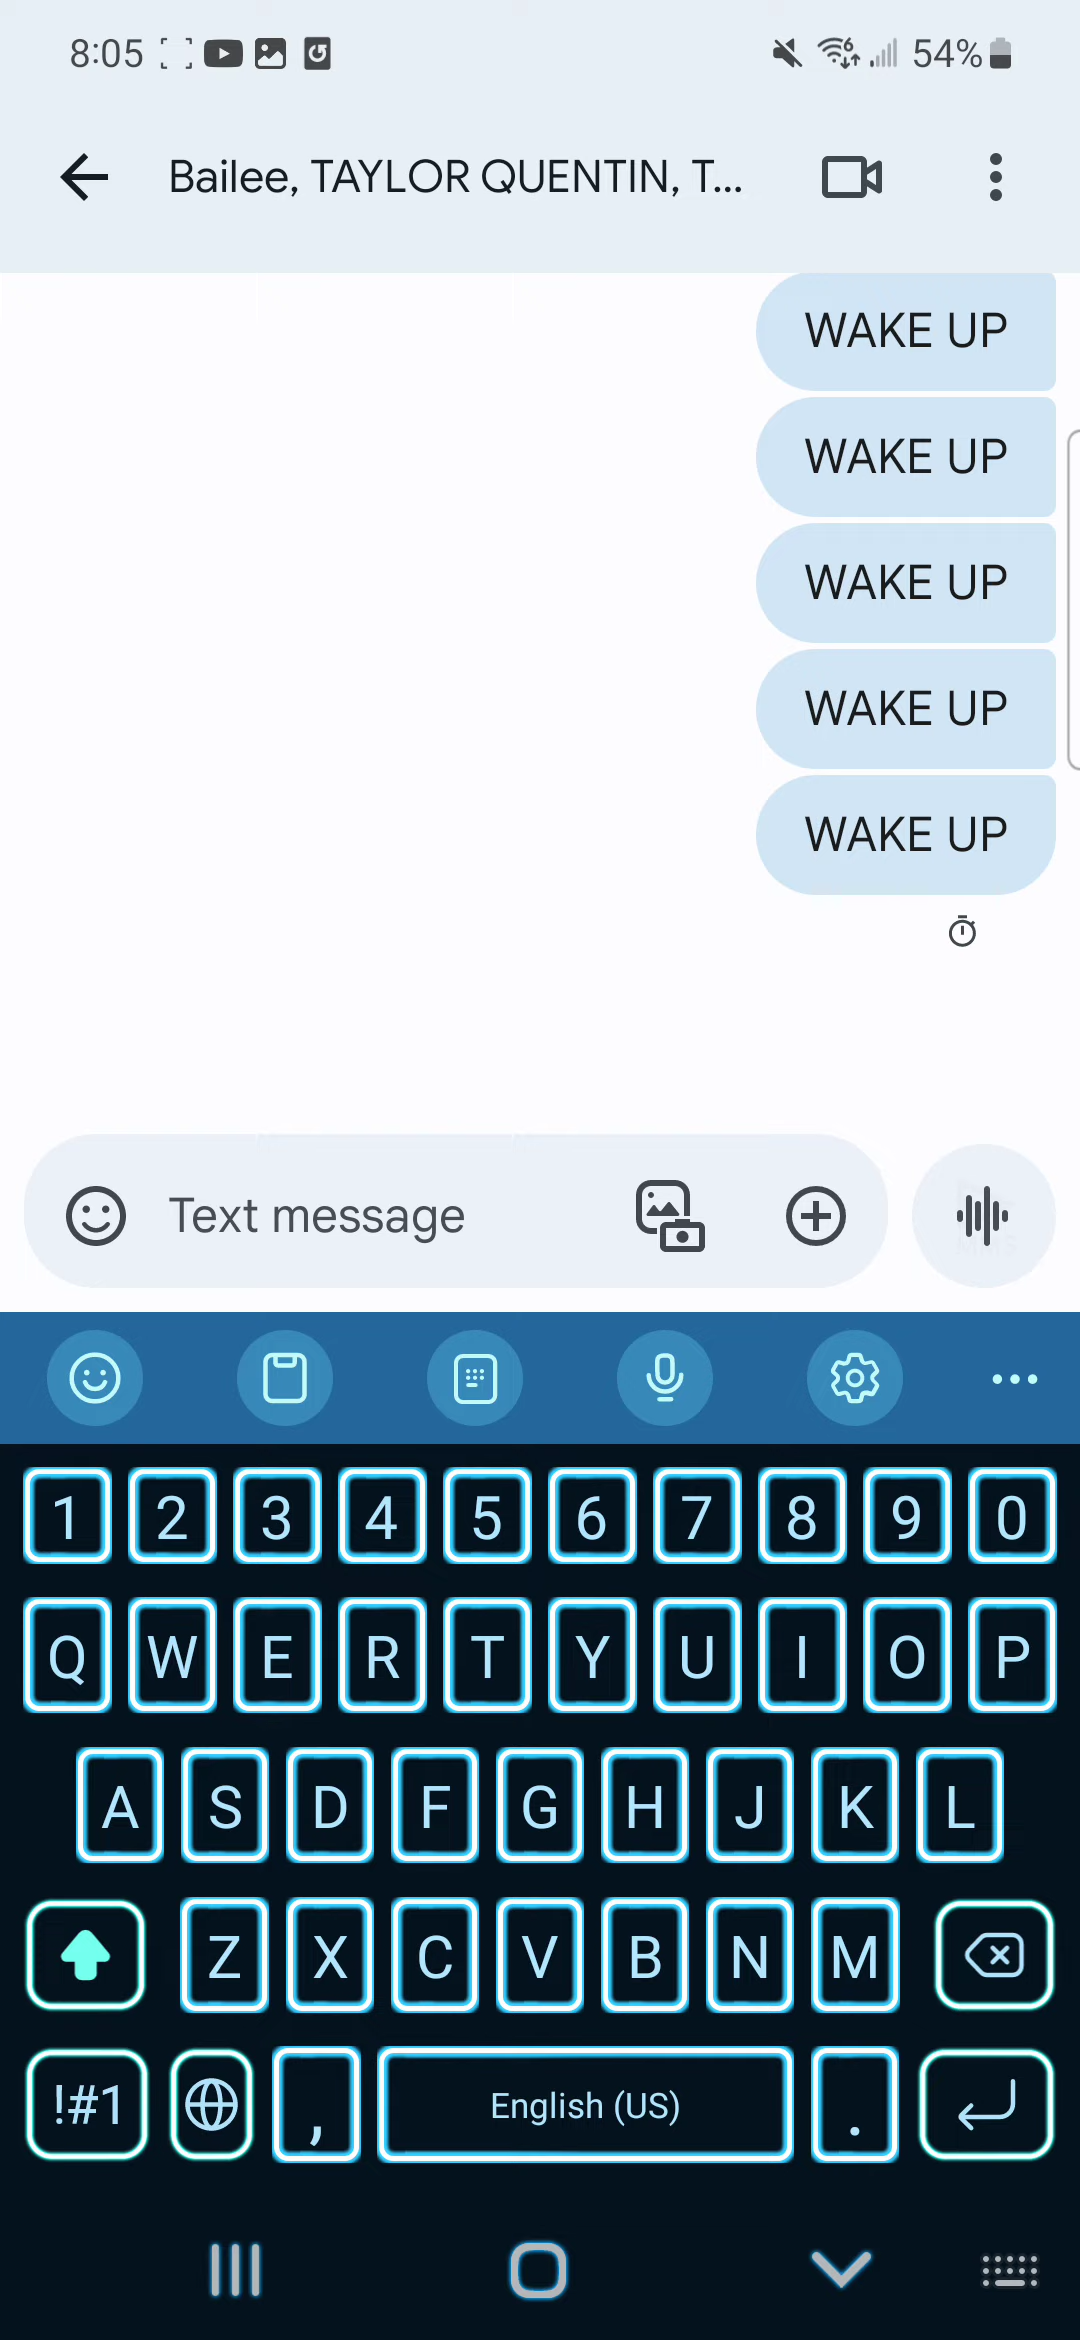 8:05 54%
Bailee, TAYLOR QUENTIN, T...
WAKE UP
WAKE UP
WAKE UP
WAKE UP
WAKE UP
Text message
1 2 3 4 5 6 7 8 9 0
Q W E R T Y U I O P
A S D F G H J K L
Z X C V B N M
!#1 , English (US) .